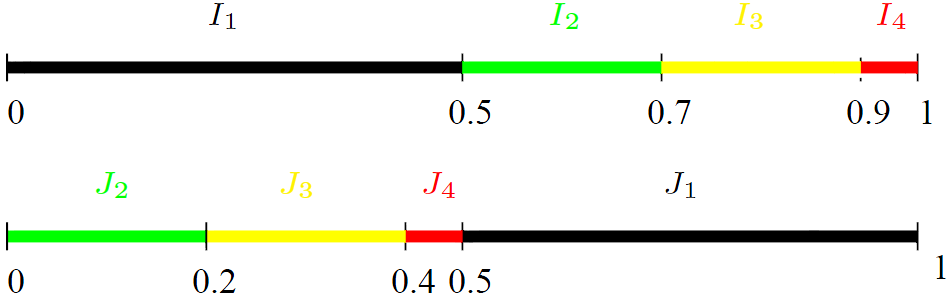 I₁ I₂ I₃ I₄
0 0.5 0.7 0.9 1
J₂ J₃ J₄ J₁
0 0.2 0.4 0.5 1